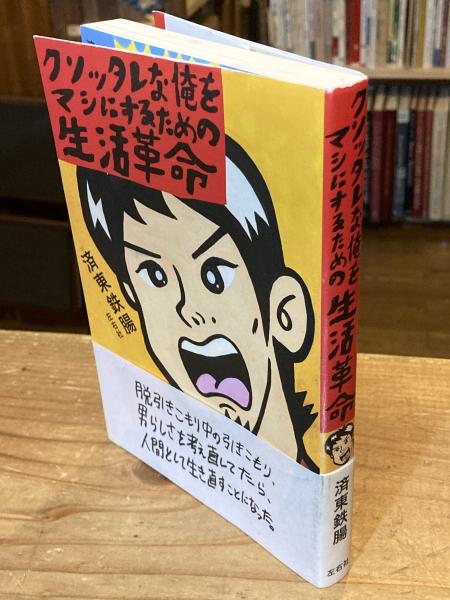 クソッタレな俺を
マシにするための
生活革命
済東鉄腸
左右社
脱引きこもり中の引きこもり、
男らしさを考え直してたら、
人間として生き直すことになった。
クソッタレな俺を
マシにするための
生活革命
済東鉄腸
左右社